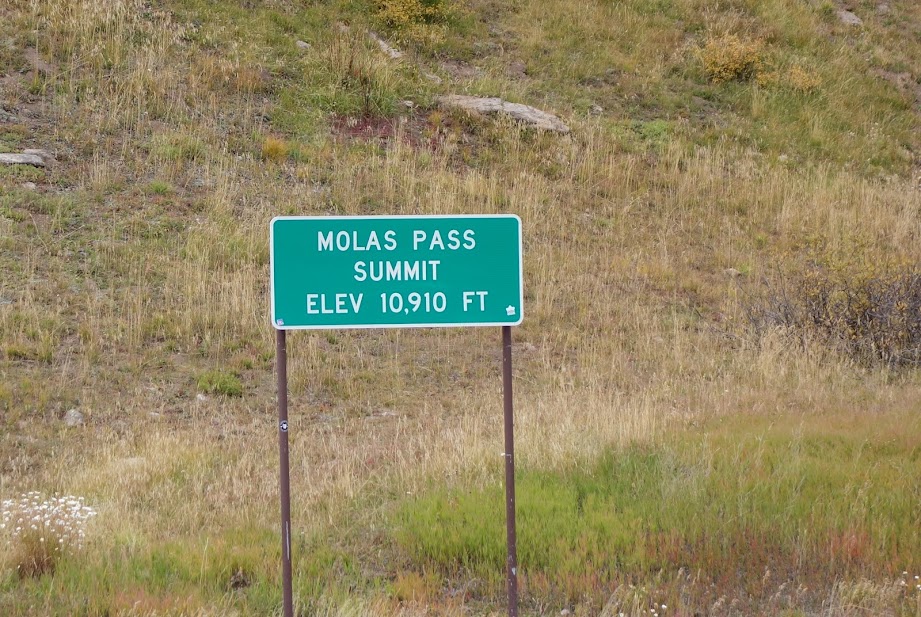 MOLAS PASS
SUMMIT
ELEV 10,910 FT